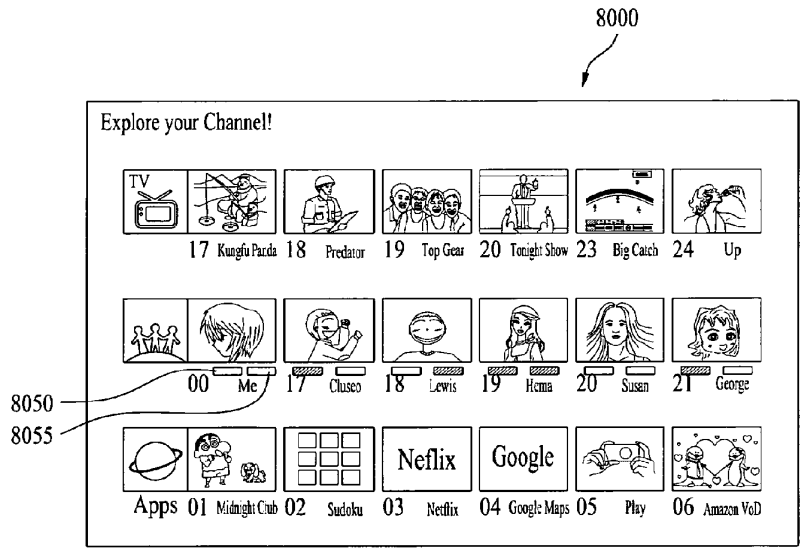 8000
Explore your Channel!
TV
17 Kungfu Panda 18 Predator 19 Top Gear 20 Tonight Show 23 Big Catch 24 Up
00 Me 17 Cluseo 18 Lewis 19 Hema 20 Susan 21 George
8050
8055
Neflix Google
Apps 01 Midnight Club 02 Sudoku 03 Netflix 04 Google Maps 05 Play 06 Amazon VoD